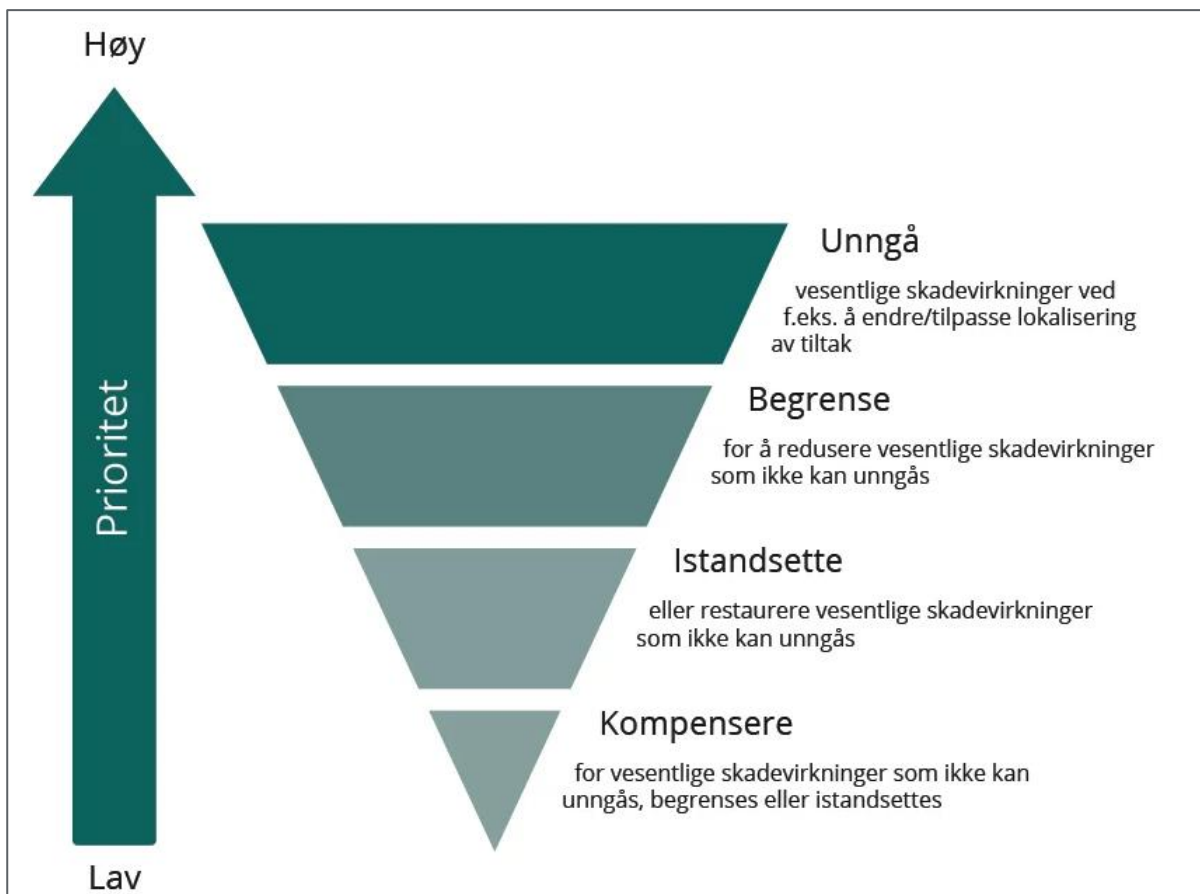 Høy
Prioritet
Unngå
vesentlige skadevirkninger ved
f.eks. å endre/tilpasse lokalisering
av tiltak
Begrense
for å redusere vesentlige skadevirkninger
som ikke kan unngås
Istandsette
eller restaurere vesentlige skadevirkninger
som ikke kan unngås
Kompensere
for vesentlige skadevirkninger som ikke kan
unngås, begrenses eller istandsettes
Lav